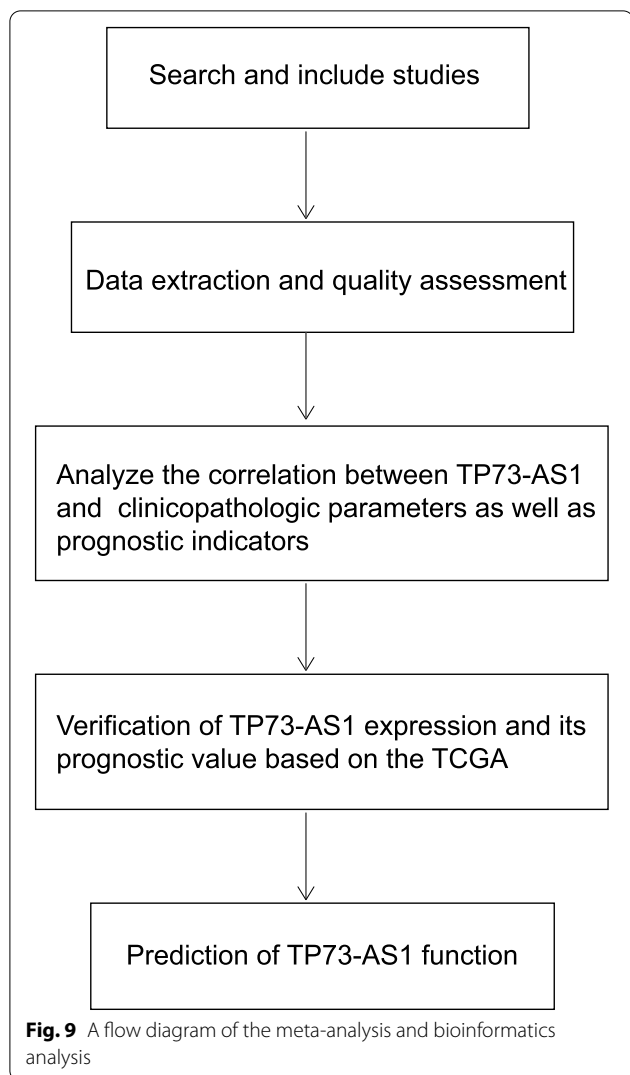 Search and include studies
Data extraction and quality assessment
Analyze the correlation between TP73-AS1
and clinicopathologic parameters as well as
prognostic indicators
Verification of TP73-AS1 expression and its
prognostic value based on the TCGA
Prediction of TP73-AS1 function
Fig. 9 A flow diagram of the meta-analysis and bioinformatics
analysis